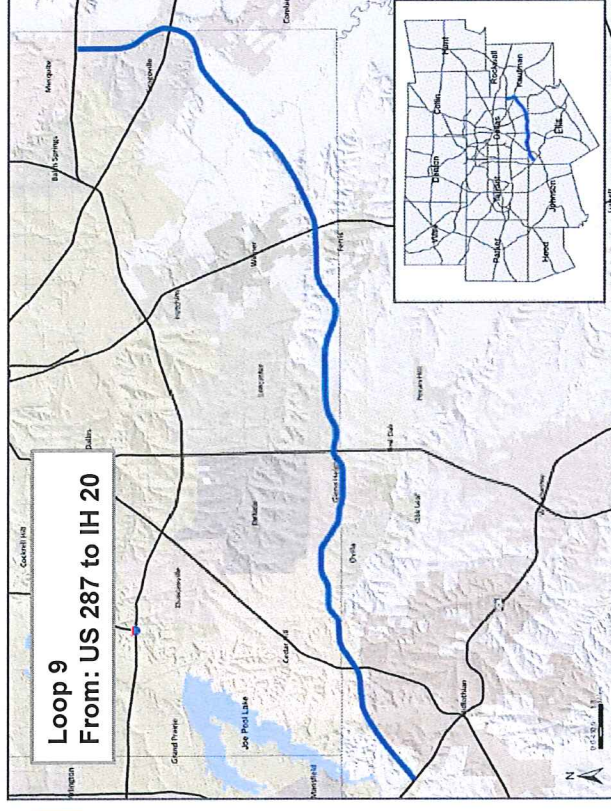 Loop 9
From: US 287 to IH 20
Cockrell Hill
Dallas
Balch Springs
Mesquite
Seagoville
Combine
Arlington
Grand Prairie
Duncanville
Hutchins
Wilmer
Lancaster
DeSoto
Joe Pool Lake
Cedar Hill
Mansfield
Ovilla
Glenn Heights
Ferris
Red Oak
Oak Leaf
Pecan Hill
Midlothian
Waxahachie
N
Wise
Denton
Collin
Hunt
Parker
Tarrant
Dallas
Rockwall
Kaufman
Hood
Johnson
Ellis